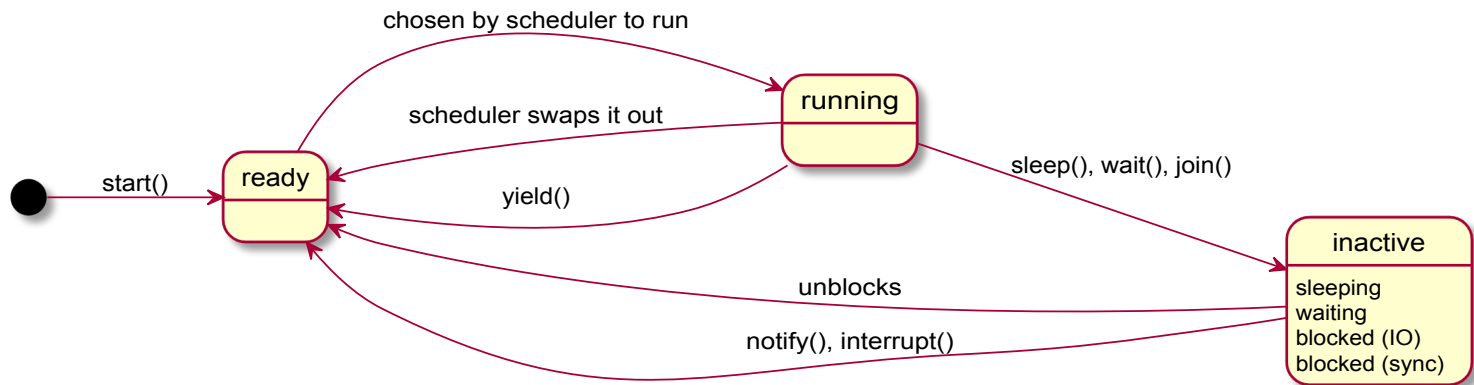 chosen by scheduler to run
running
scheduler swaps it out
sleep(), wait(), join()
ready
start()
yield()
inactive
sleeping
waiting
blocked (IO)
blocked (sync)
unblocks
notify(), interrupt()